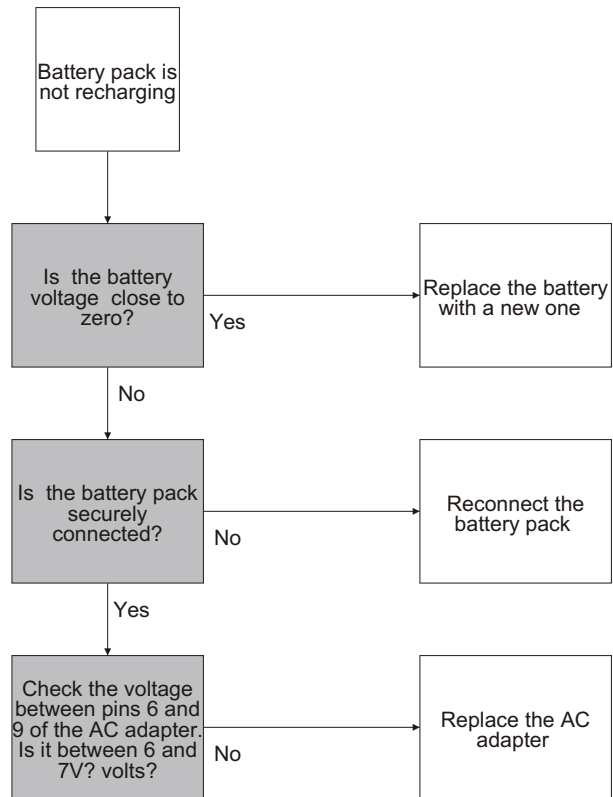 Battery pack is
not recharging
Is the battery
voltage close to
zero?
Yes
Replace the battery
with a new one
No
Is the battery pack
securely
connected?
No
Reconnect the
battery pack
Yes
Check the voltage
between pins 6 and
9 of the AC adapter.
Is it between 6 and
7V? volts?
No
Replace the AC
adapter